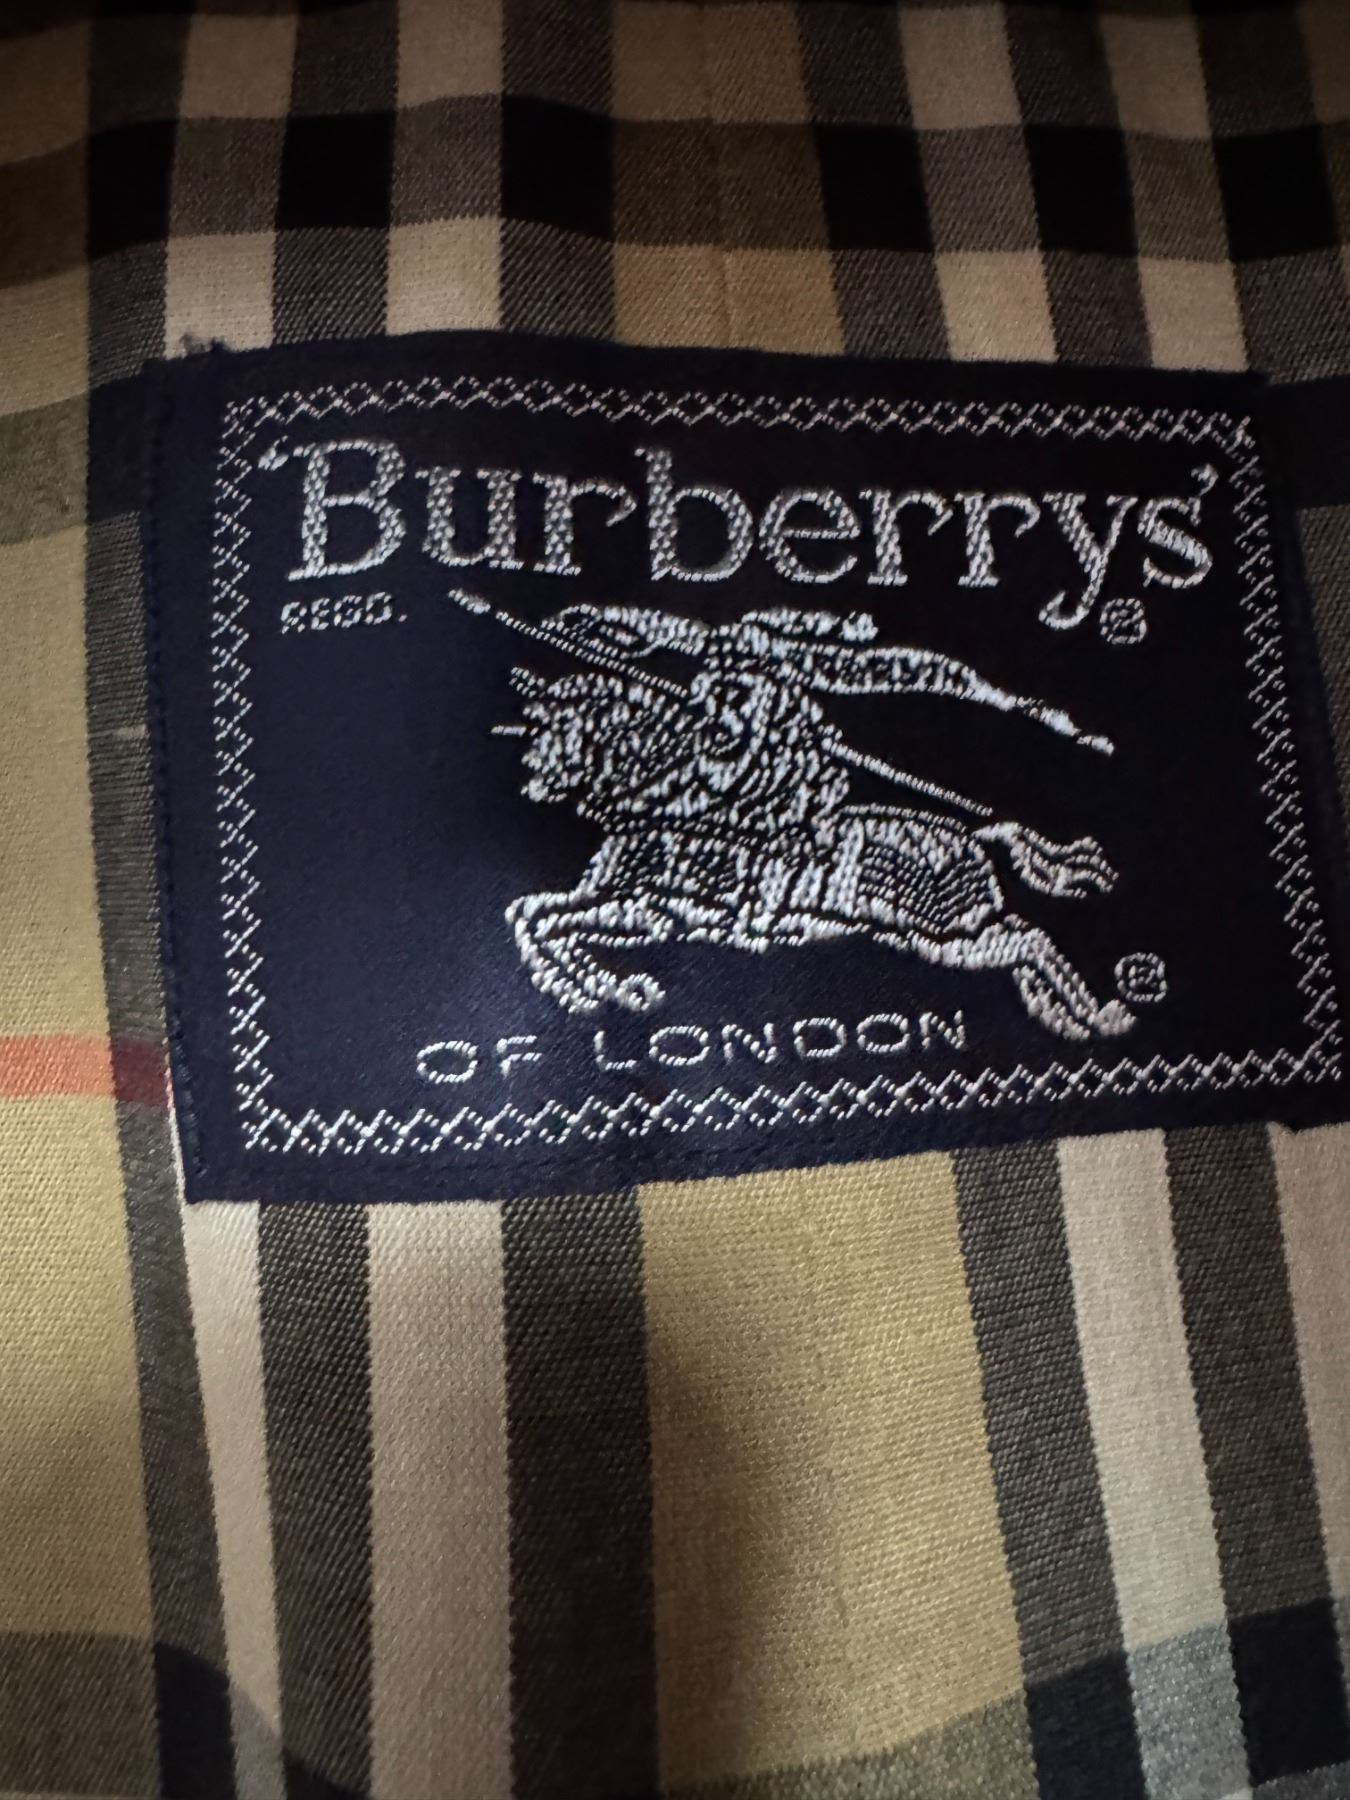 Burberrys'
REGD. ®
®
OF LONDON